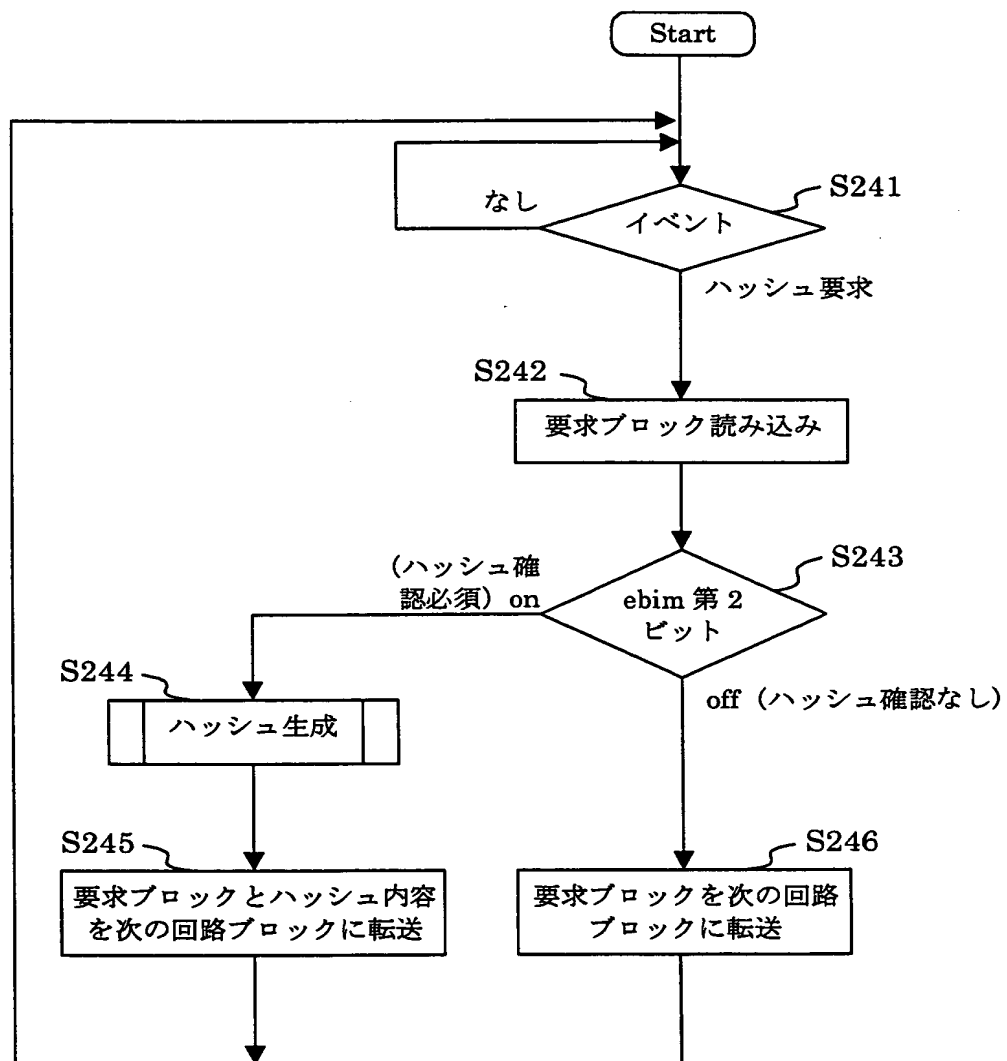 Start
S241
なし
イベント
ハッシュ要求
S242
要求ブロック読み込み
S243
(ハッシュ確
認必須) on
ebim 第 2
ビット
S244
off (ハッシュ確認なし)
ハッシュ生成
S245
S246
要求ブロックとハッシュ内容
を次の回路ブロックに転送
要求ブロックを次の回路
ブロックに転送